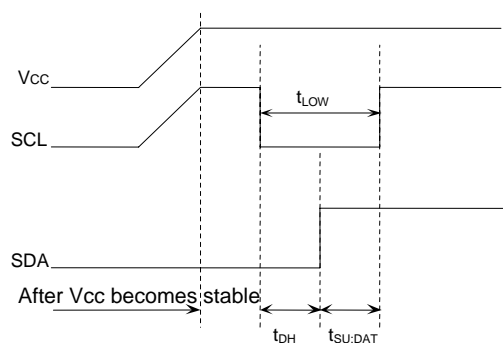 Vcc
tLOW
SCL
SDA
After Vcc becomes stable
tDH
tSU:DAT